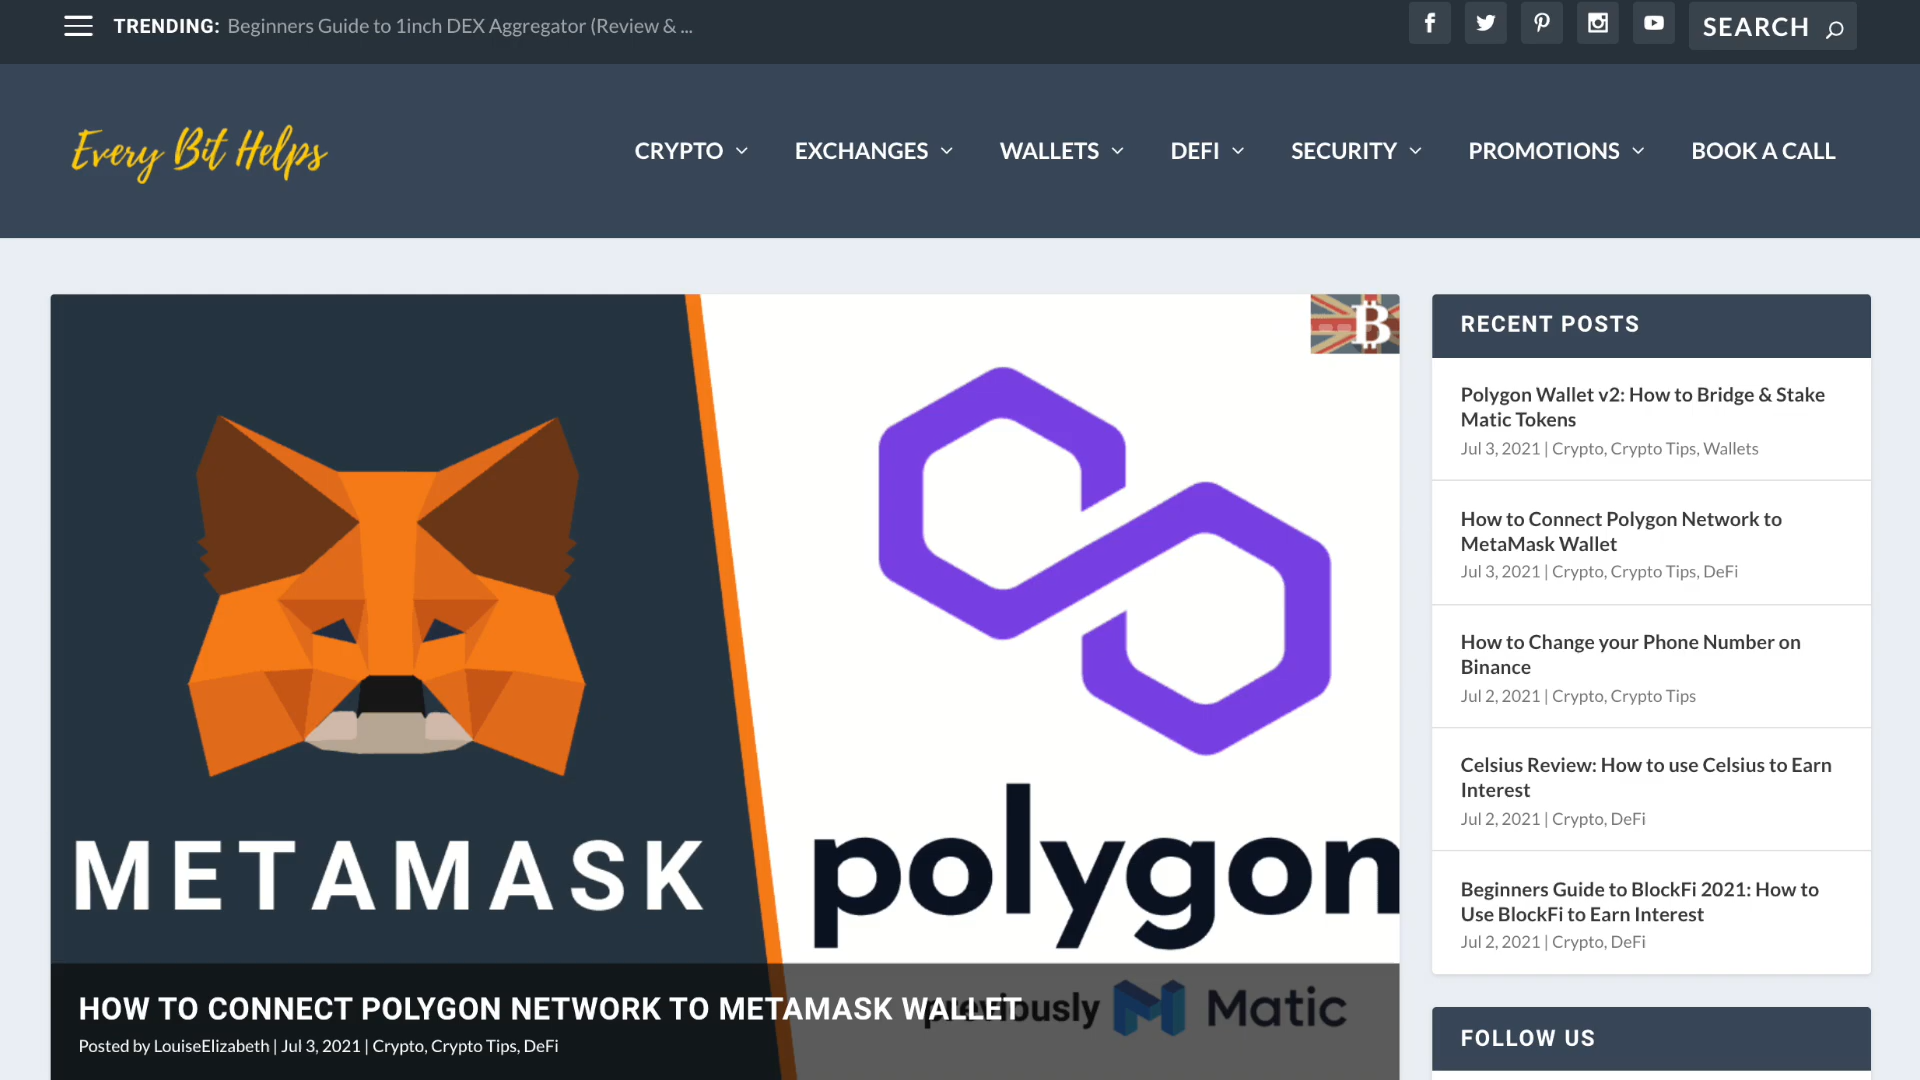 TRENDING: Beginners Guide to 1inch DEX Aggregator (Review & ...
SEARCH
Every Bit Helps
CRYPTO
EXCHANGES
WALLETS
DEFI
SECURITY
PROMOTIONS
BOOK A CALL
B
METAMASK
polygon
previously Matic
HOW TO CONNECT POLYGON NETWORK TO METAMASK WALLET
Posted by LouiseElizabeth | Jul 3, 2021 | Crypto, Crypto Tips, DeFi
RECENT POSTS
Polygon Wallet v2: How to Bridge & Stake
Matic Tokens
Jul 3, 2021 | Crypto, Crypto Tips, Wallets
How to Connect Polygon Network to
MetaMask Wallet
Jul 3, 2021 | Crypto, Crypto Tips, DeFi
How to Change your Phone Number on
Binance
Jul 2, 2021 | Crypto, Crypto Tips
Celsius Review: How to use Celsius to Earn
Interest
Jul 2, 2021 | Crypto, DeFi
Beginners Guide to BlockFi 2021: How to
Use BlockFi to Earn Interest
Jul 2, 2021 | Crypto, DeFi
FOLLOW US